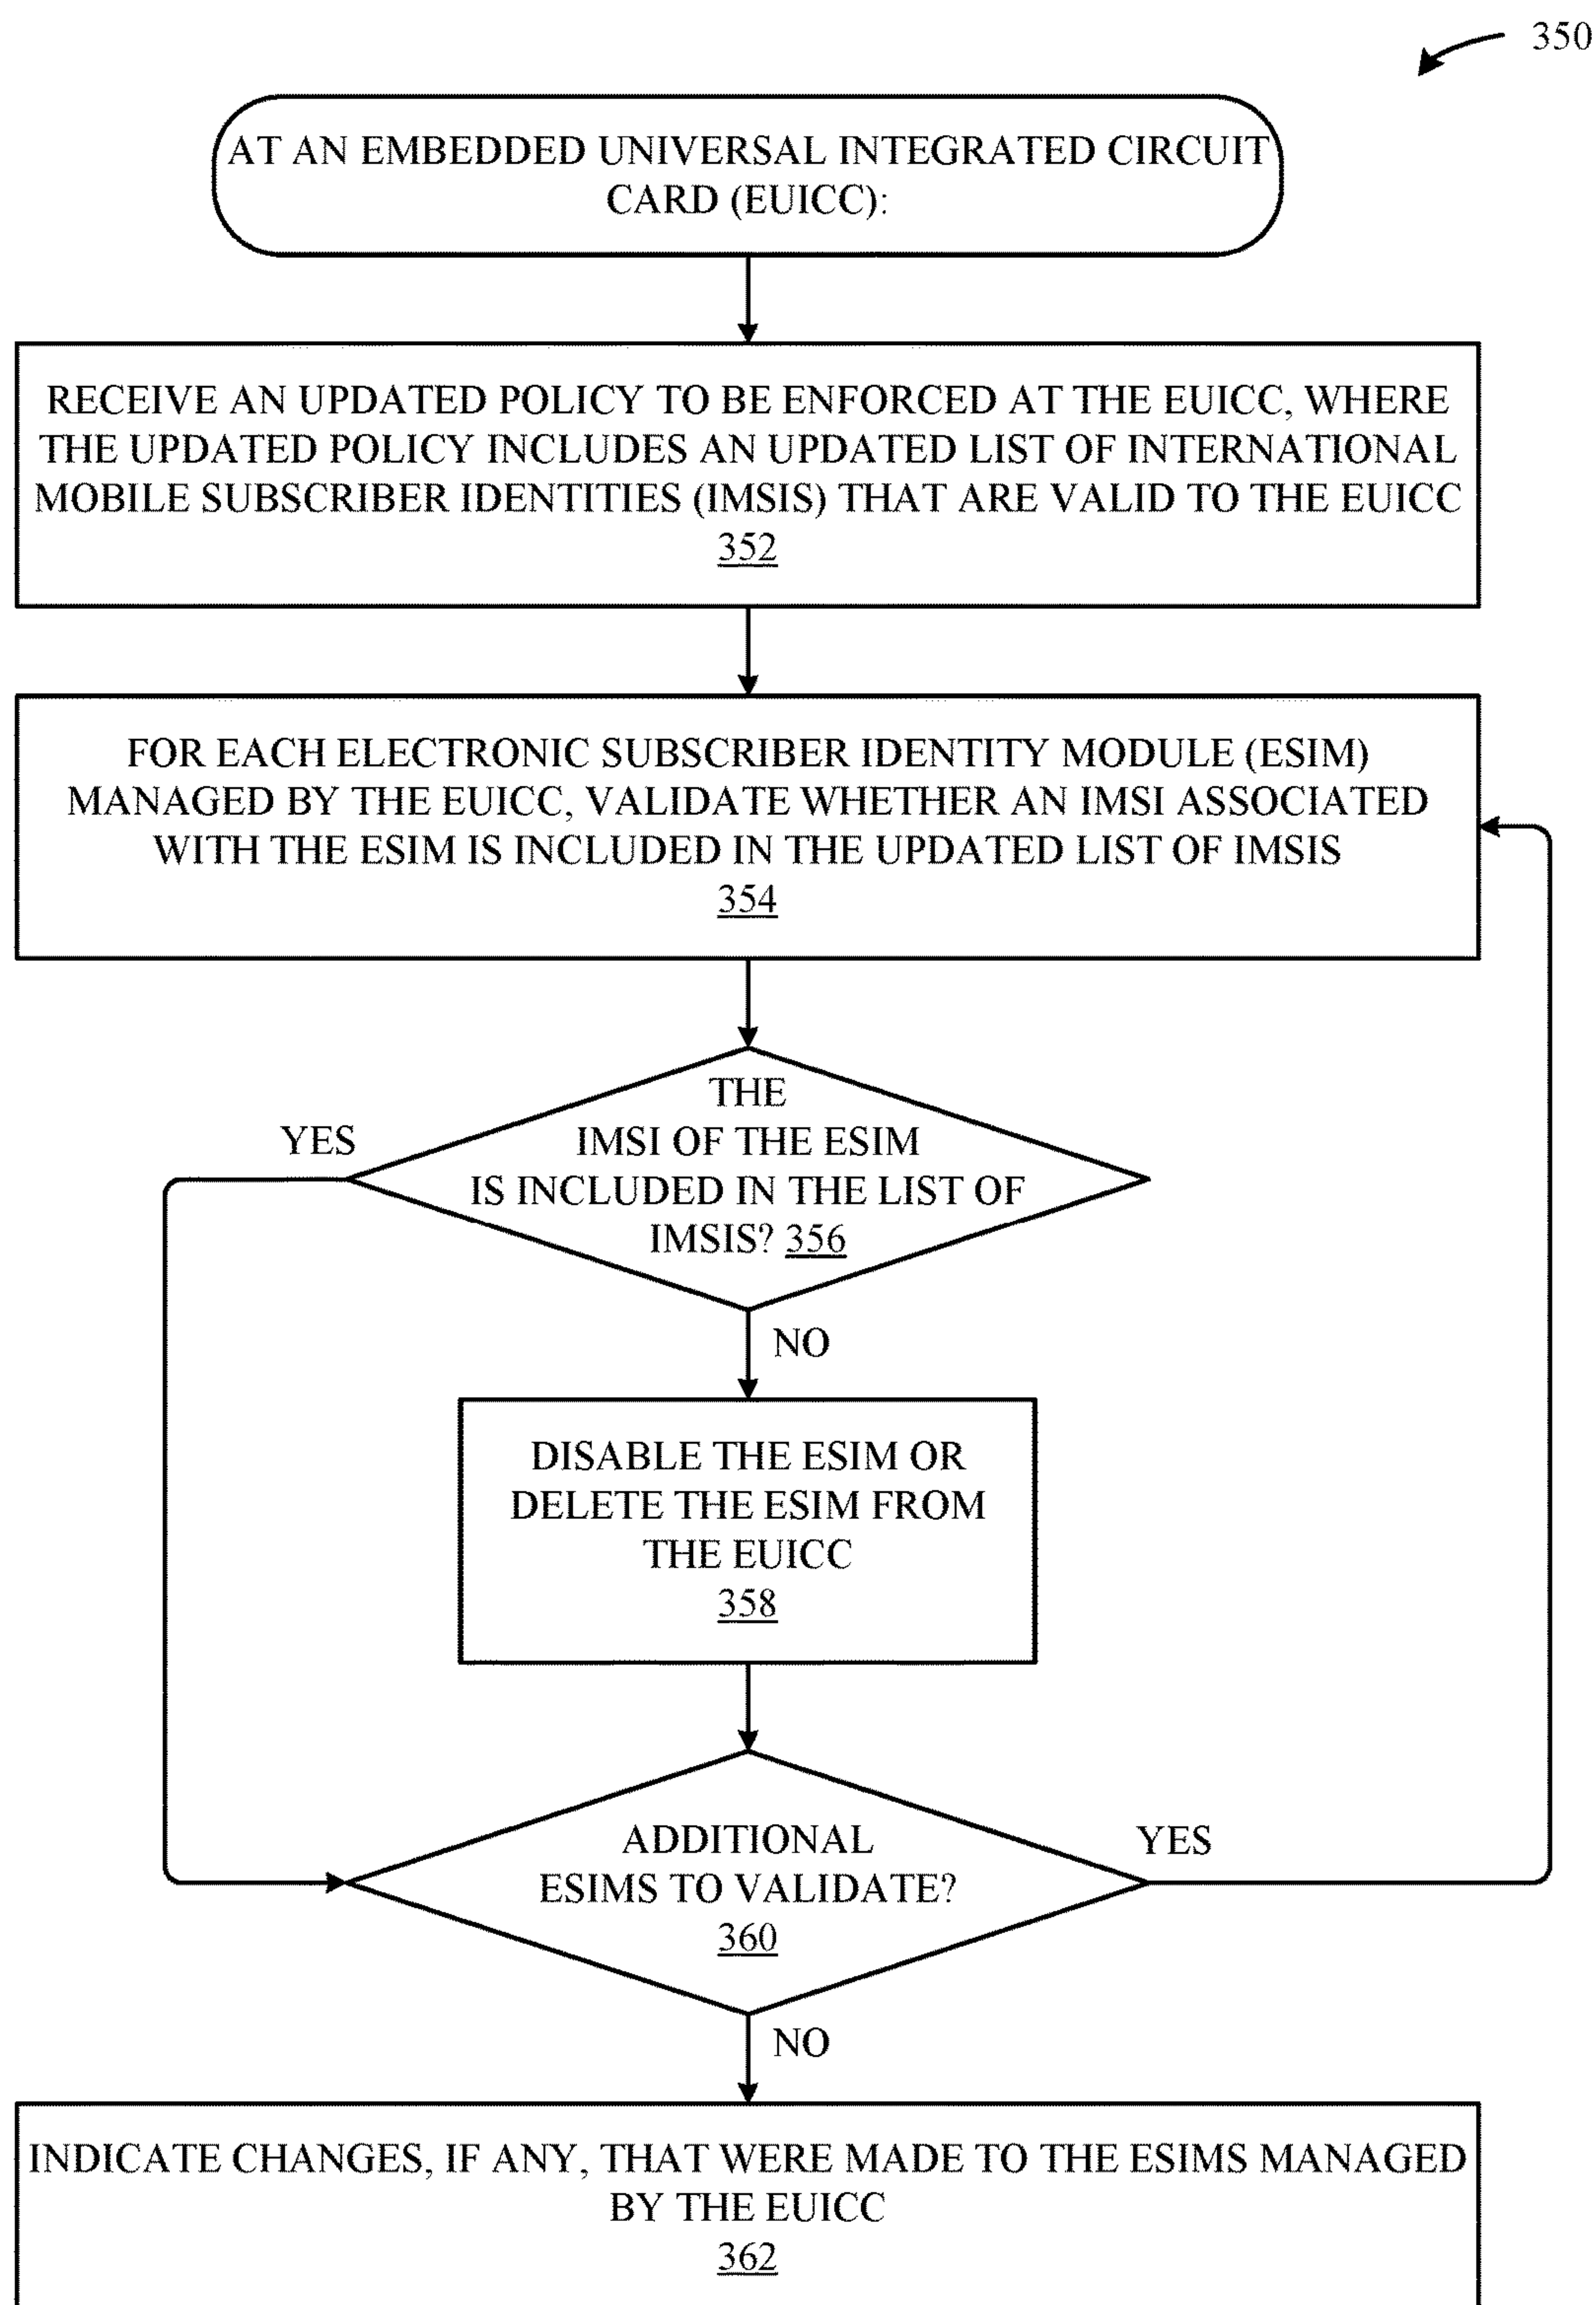 350
AT AN EMBEDDED UNIVERSAL INTEGRATED CIRCUIT
CARD (EUICC):
RECEIVE AN UPDATED POLICY TO BE ENFORCED AT THE EUICC, WHERE
THE UPDATED POLICY INCLUDES AN UPDATED LIST OF INTERNATIONAL
MOBILE SUBSCRIBER IDENTITIES (IMSIS) THAT ARE VALID TO THE EUICC
352
FOR EACH ELECTRONIC SUBSCRIBER IDENTITY MODULE (ESIM)
MANAGED BY THE EUICC, VALIDATE WHETHER AN IMSI ASSOCIATED
WITH THE ESIM IS INCLUDED IN THE UPDATED LIST OF IMSIS
354
THE
IMSI OF THE ESIM
IS INCLUDED IN THE LIST OF
IMSIS? 356
YES
NO
DISABLE THE ESIM OR
DELETE THE ESIM FROM
THE EUICC
358
ADDITIONAL
ESIMS TO VALIDATE?
360
YES
NO
INDICATE CHANGES, IF ANY, THAT WERE MADE TO THE ESIMS MANAGED
BY THE EUICC
362